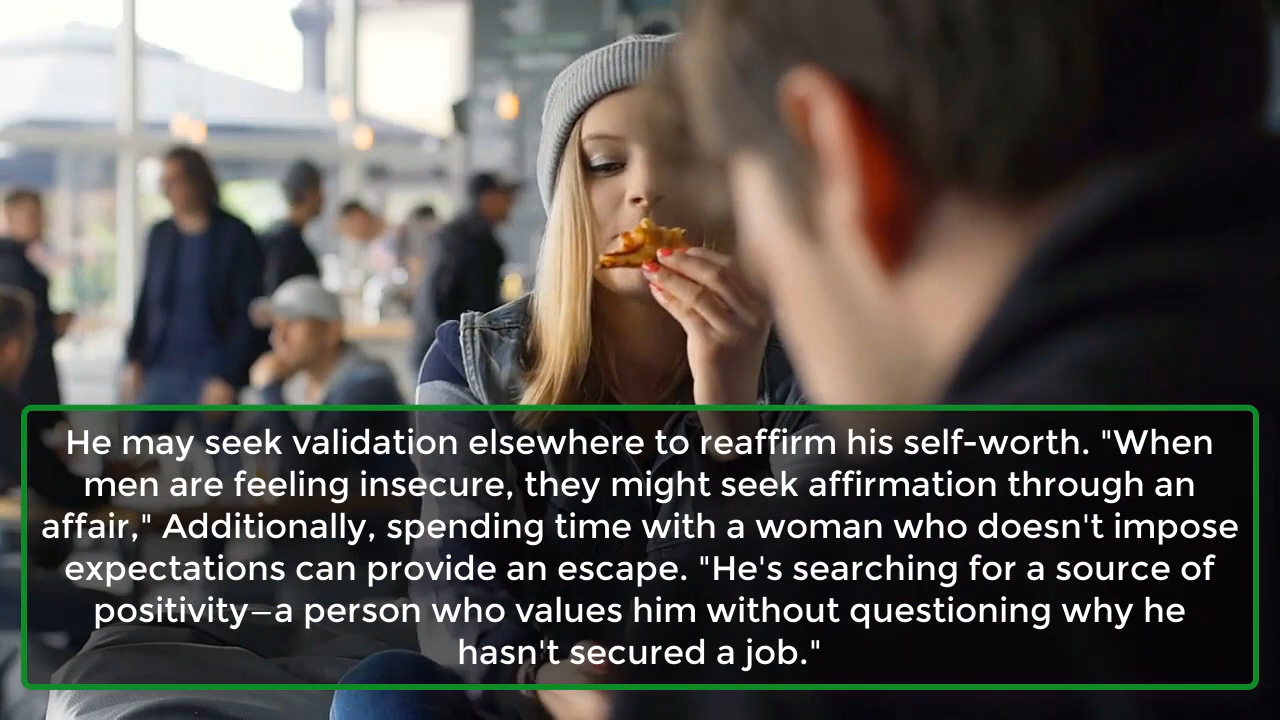 He may seek validation elsewhere to reaffirm his self-worth. "When
men are feeling insecure, they might seek affirmation through an
affair," Additionally, spending time with a woman who doesn't impose
expectations can provide an escape. "He's searching for a source of
positivity—a person who values him without questioning why he
hasn't secured a job."